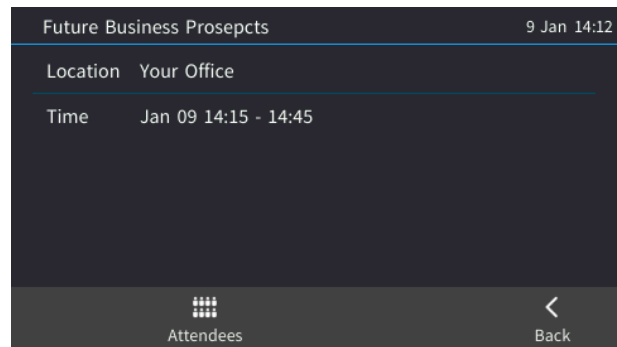 Future Business Prosepcts 9 Jan 14:12
Location Your Office
Time Jan 09 14:15 - 14:45
Attendees Back